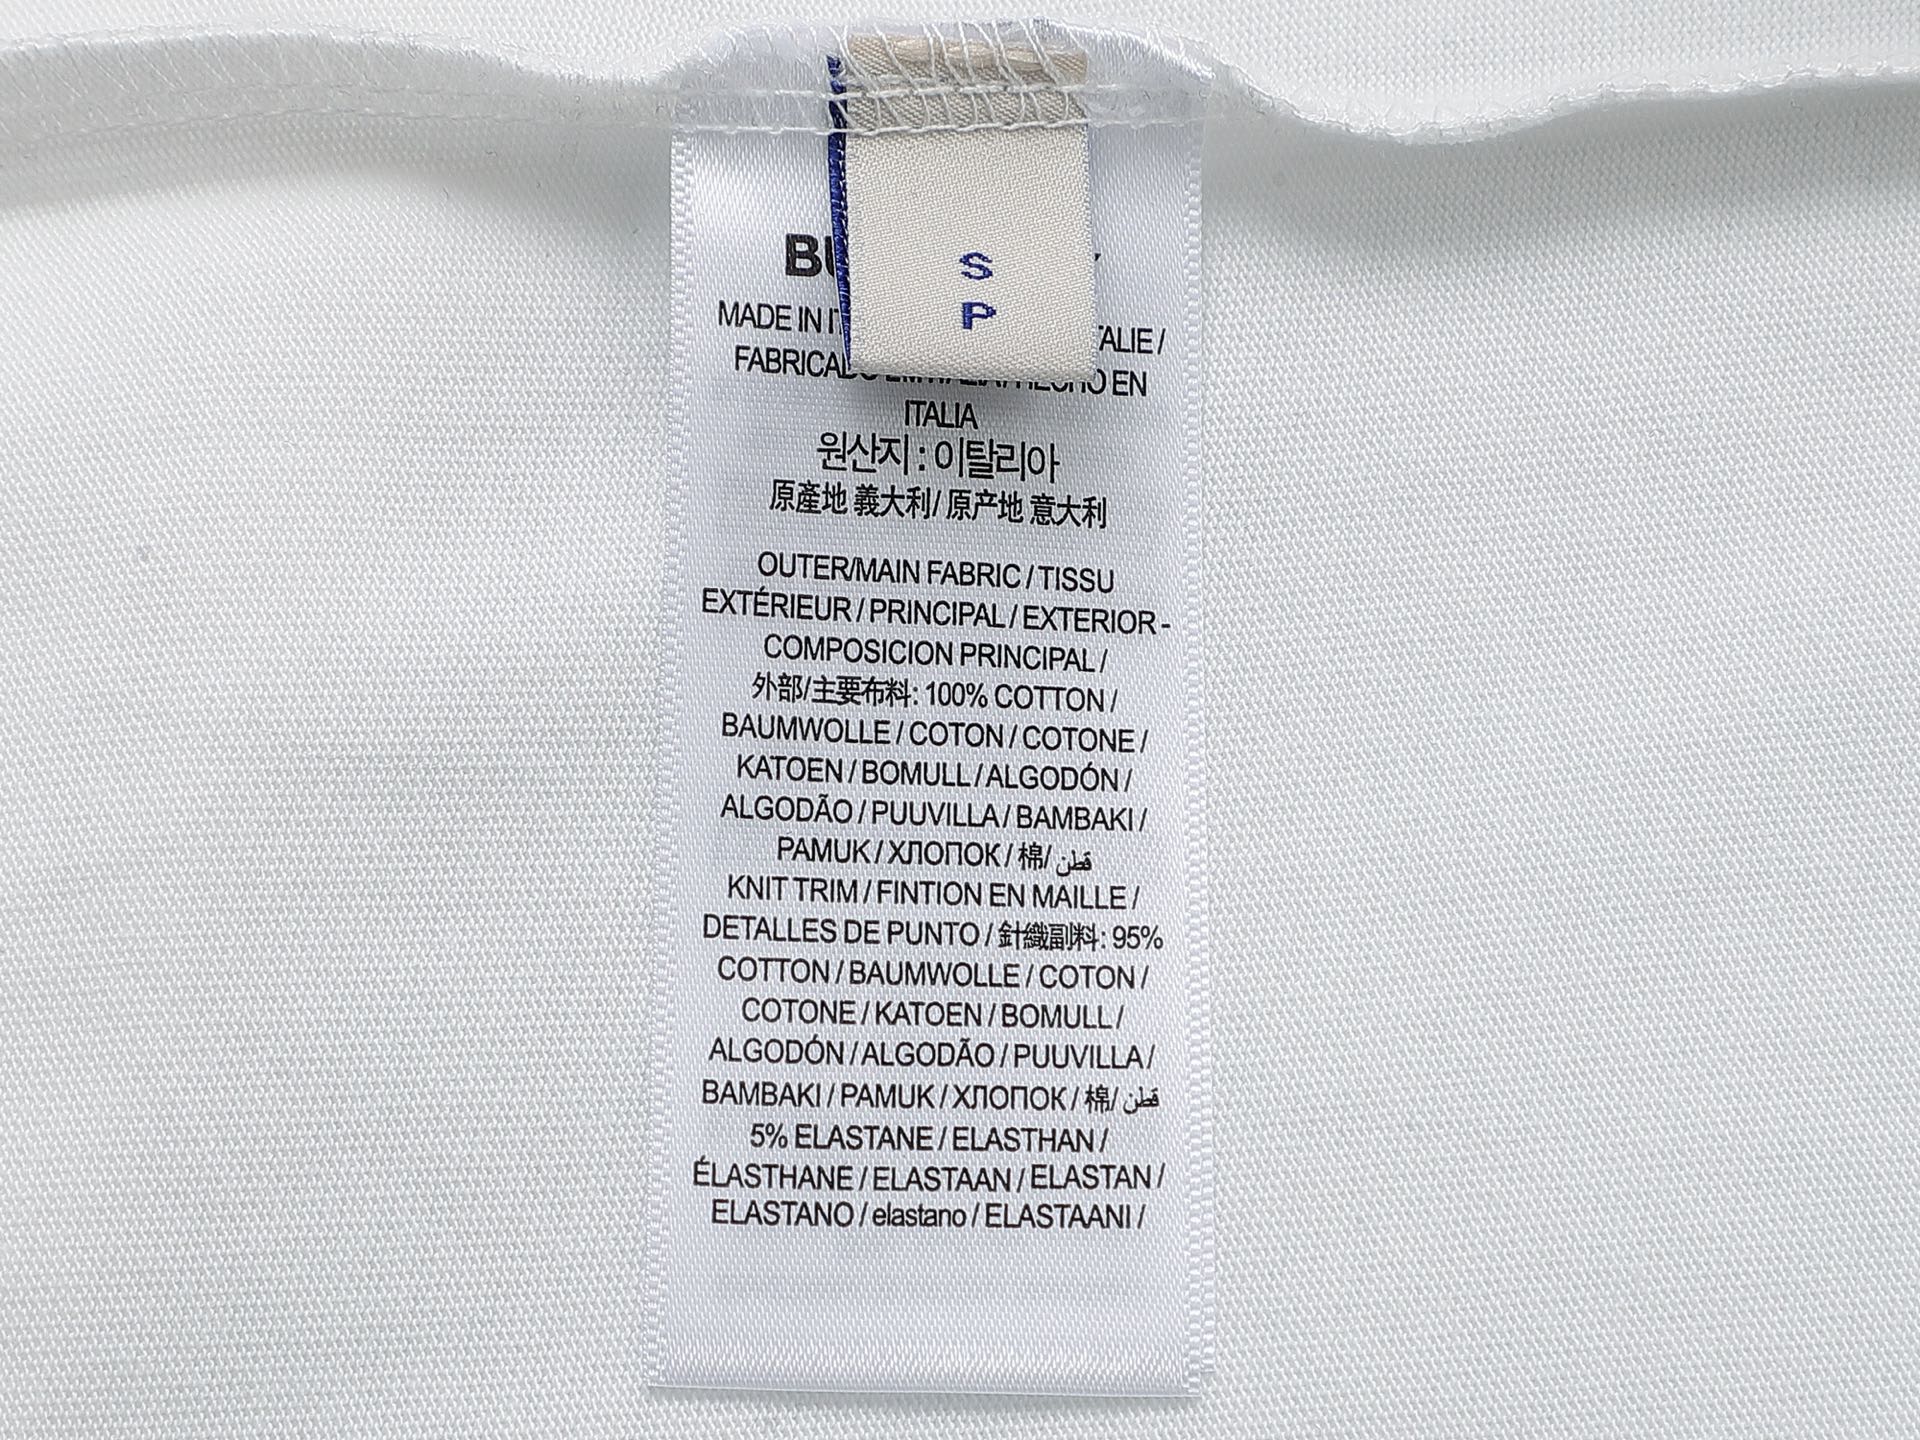 S
P
MADE IN
TALIE /
EN
ITALIA
원산지 : 이탈리아
原產地 義大利/ 原产地 意大利
OUTER/MAIN FABRIC / TISSU
EXTÉRIEUR / PRINCIPAL / EXTERIOR -
COMPOSICION PRINCIPAL /
外部/主要布料: 100% COTTON /
BAUMWOLLE / COTON / COTONE /
KATOEN / BOMULL / ALGODÓN /
ALGODÃO / PUUVILLA / BAMBAKI /
PAMUK / ХЛОПОК / 棉/ قطن
KNIT TRIM / FINTION EN MAILLE /
DETALLES DE PUNTO / 針織副料: 95%
COTTON / BAUMWOLLE / COTON /
COTONE / KATOEN / BOMULL /
ALGODÓN / ALGODÃO / PUUVILLA /
BAMBAKI / PAMUK / ХЛОПОК / 棉/ قطن
5% ELASTANE / ELASTHAN /
ÉLASTHANE / ELASTAAN / ELASTAN /
ELASTANO / elastano / ELASTAANI /